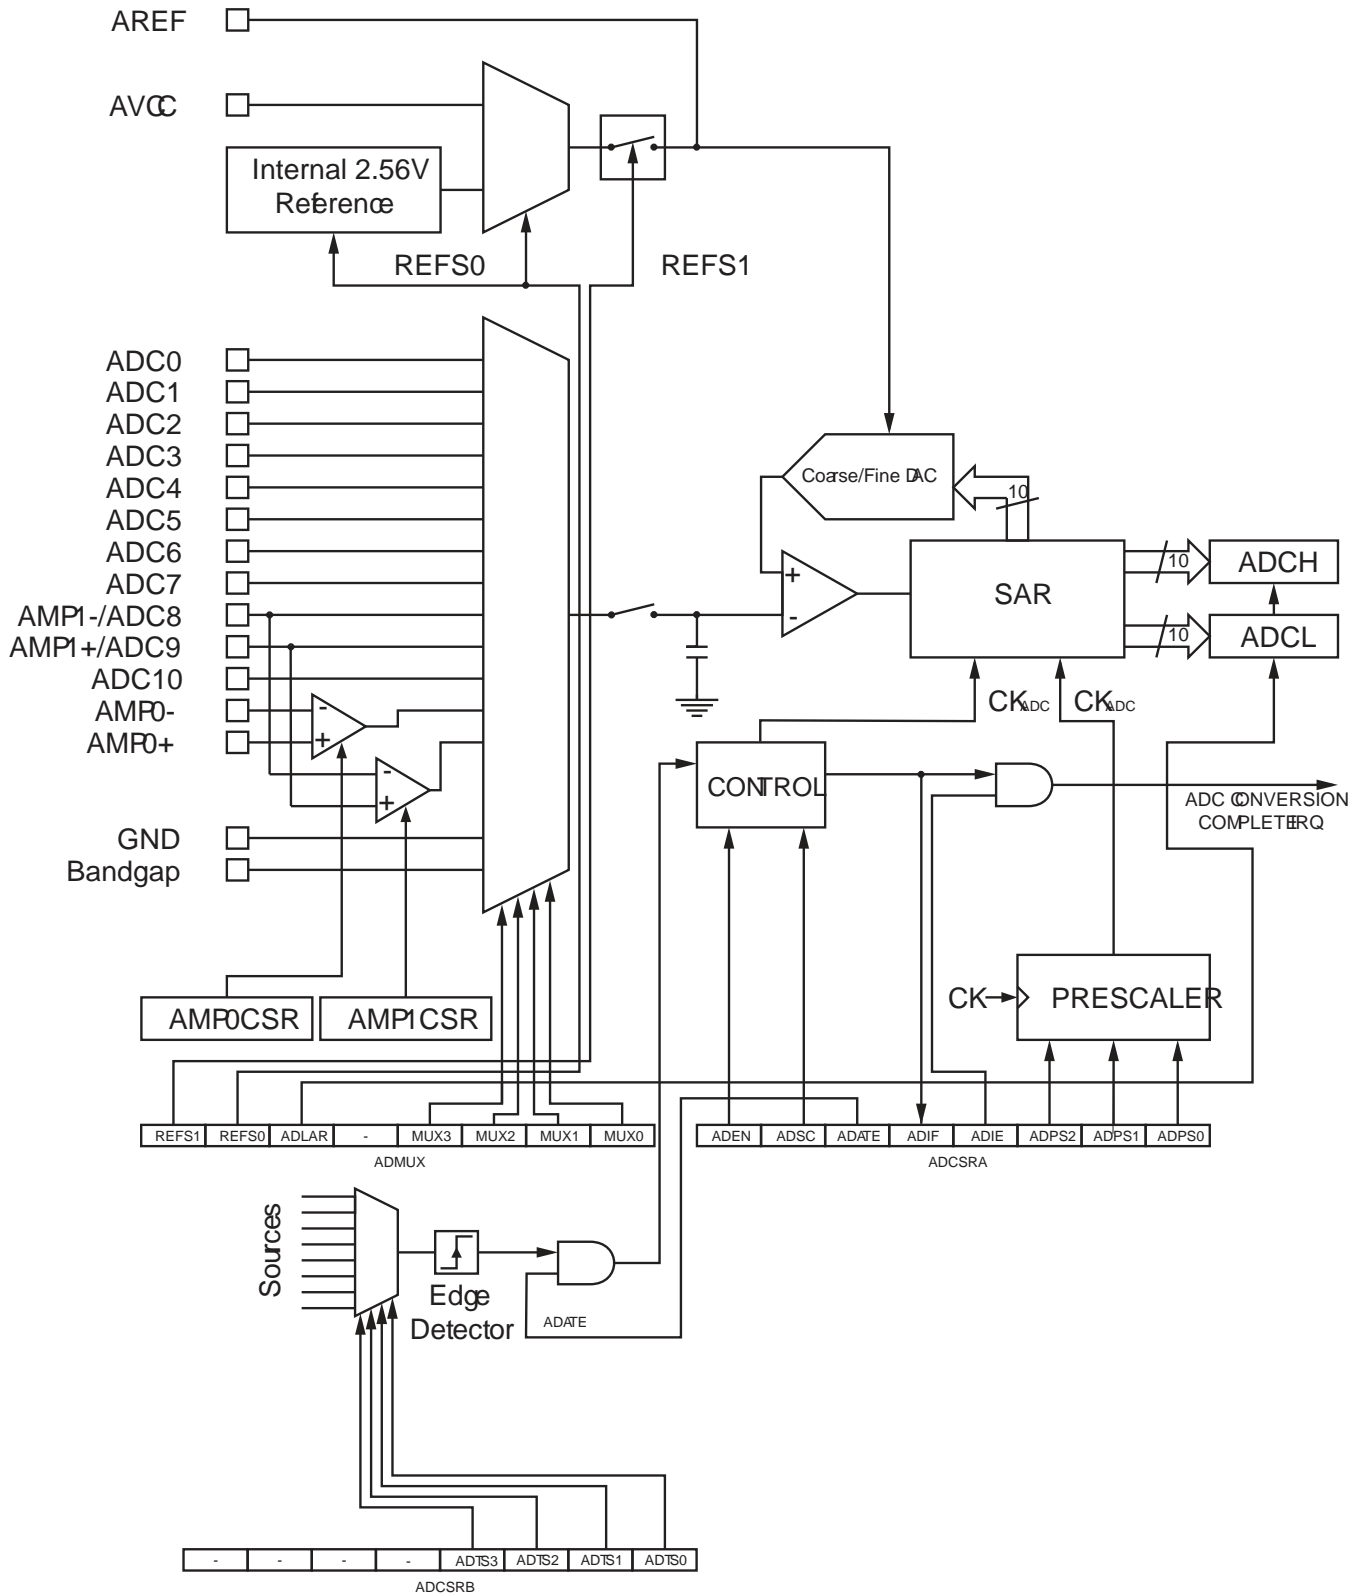 AREF
AVCC
Internal 2.56V
Reference
REFS0
REFS1
ADC0
ADC1
ADC2
ADC3
ADC4
ADC5
ADC6
ADC7
AMP1-/ADC8
AMP1+/ADC9
ADC10
AMP0-
AMP0+
GND
Bandgap
-
+
-
+
Coarse/Fine DAC
10
+
-
SAR
10
ADCH
10
ADCL
CKADC
CKADC
CONTROL
ADC CONVERSION
COMPLETE IRQ
CK
PRESCALER
AMP0CSR
AMP1CSR
REFS1 REFS0 ADLAR - MUX3 MUX2 MUX1 MUX0
ADMUX
ADEN ADSC ADATE ADIF ADIE ADPS2 ADPS1 ADPS0
ADCSRA
Sources
Edge
Detector
ADATE
- - - - ADTS3 ADTS2 ADTS1 ADTS0
ADCSRB